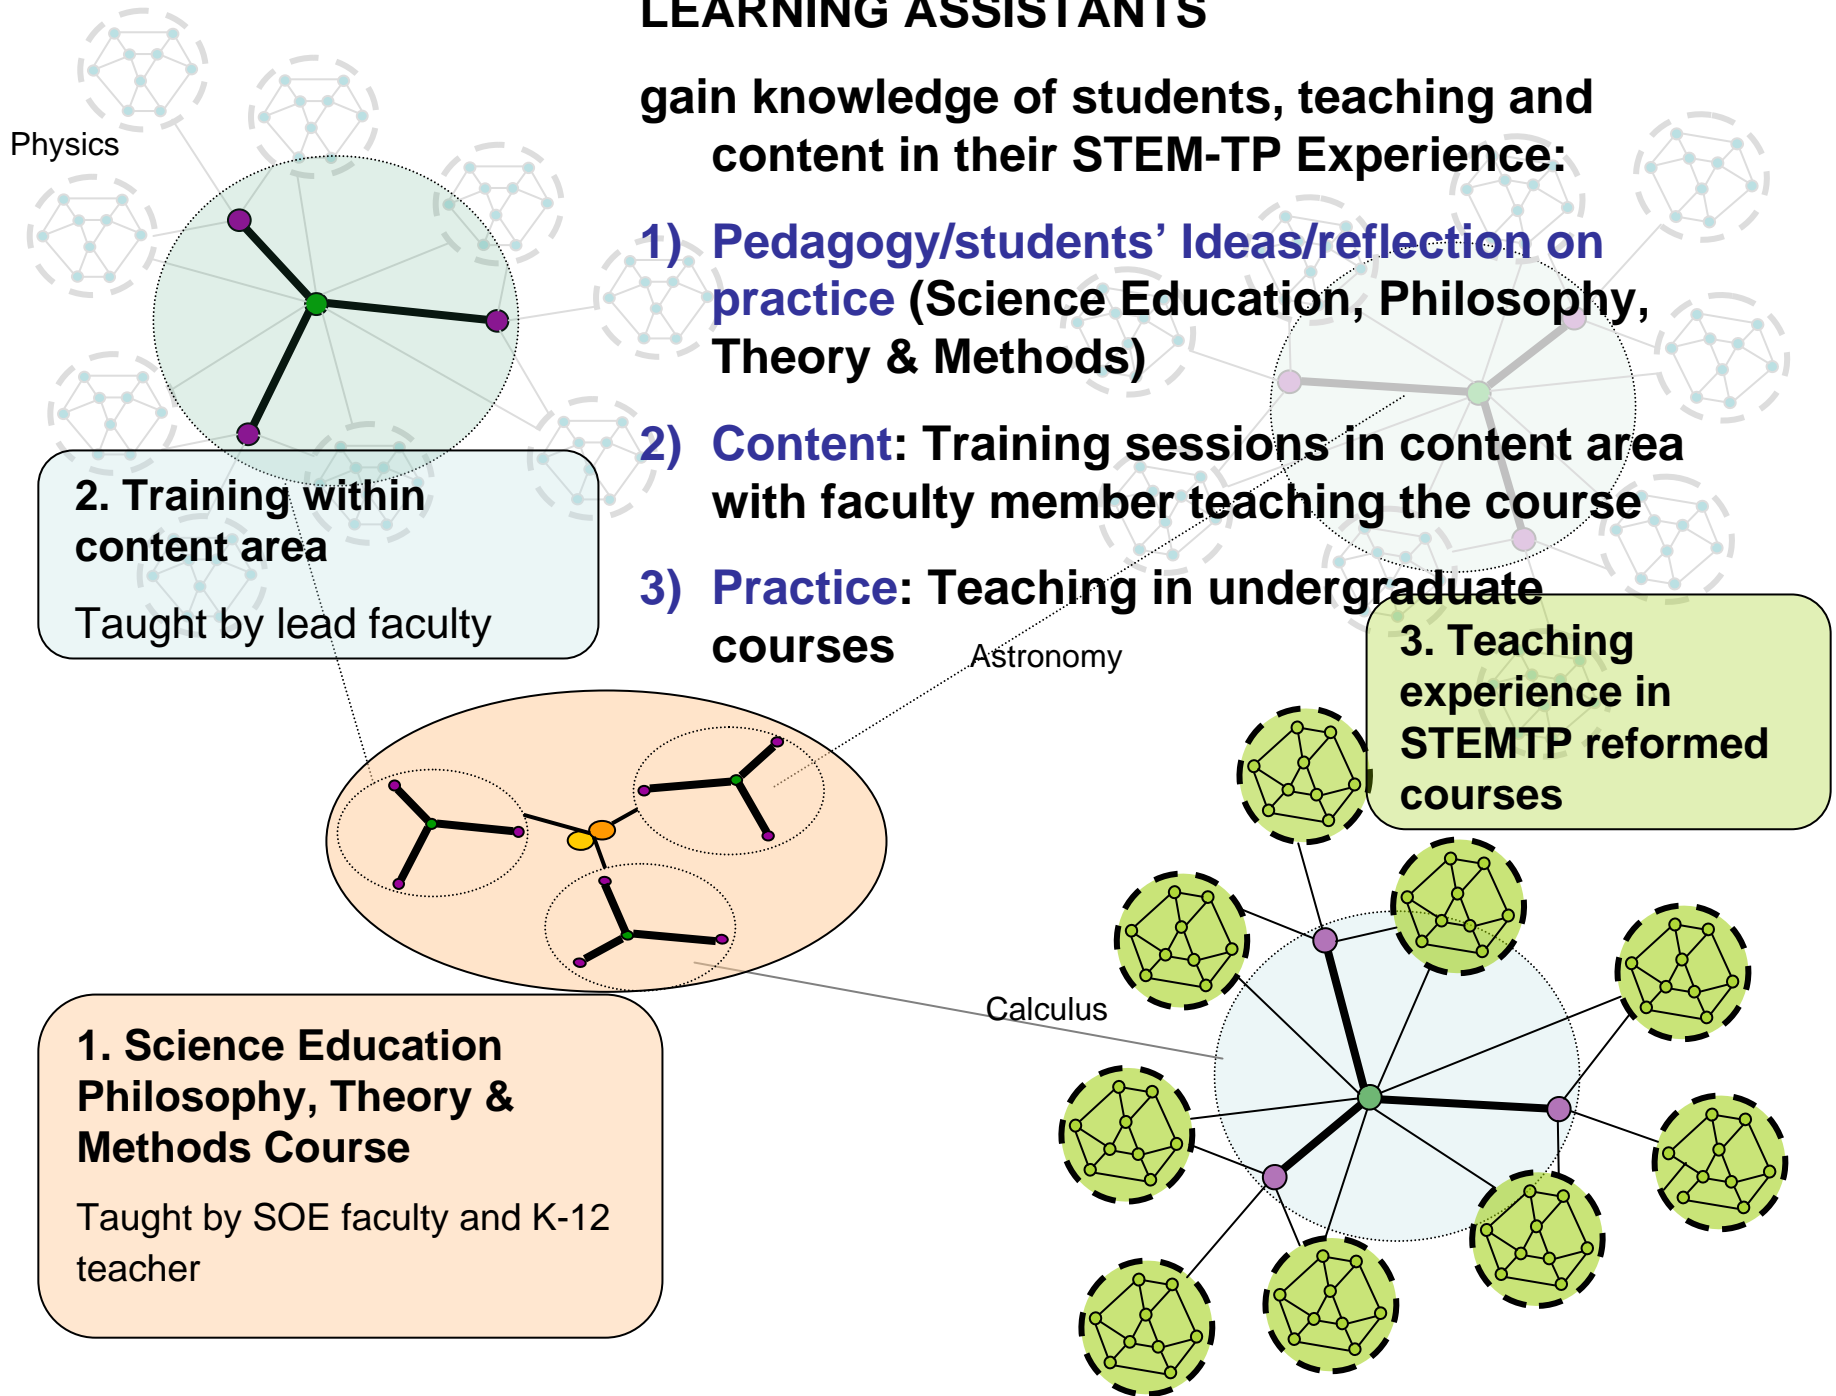 LEARNING ASSISTANTS
gain knowledge of students, teaching and
content in their STEM-TP Experience:
Physics
1) Pedagogy/students’ Ideas/reflection on
practice (Science Education, Philosophy,
Theory & Methods)
2) Content: Training sessions in content area
with faculty member teaching the course
3) Practice: Teaching in undergraduate
courses
2. Training within
content area
Taught by lead faculty
Astronomy
3. Teaching
experience in
STEMTP reformed
courses
Calculus
1. Science Education
Philosophy, Theory &
Methods Course
Taught by SOE faculty and K-12
teacher